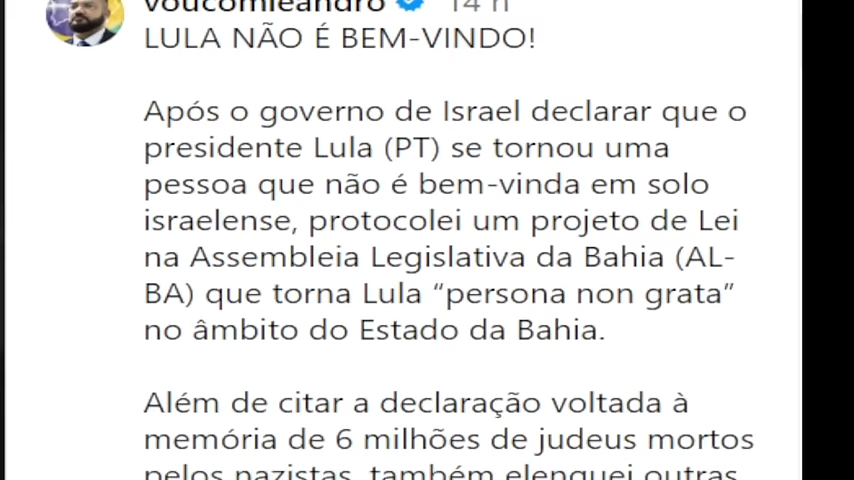 voucomleandro 14 h
LULA NÃO É BEM-VINDO!
Após o governo de Israel declarar que o
presidente Lula (PT) se tornou uma
pessoa que não é bem-vinda em solo
israelense, protocolei um projeto de Lei
na Assembleia Legislativa da Bahia (AL-
BA) que torna Lula “persona non grata”
no âmbito do Estado da Bahia.
Além de citar a declaração voltada à
memória de 6 milhões de judeus mortos
pelos nazistas, também elenquei outras